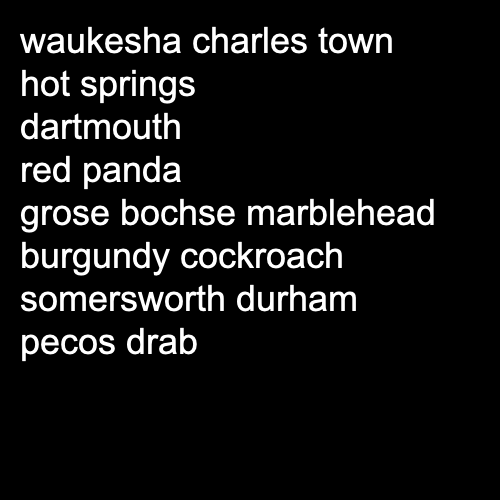 waukesha charles town
hot springs
dartmouth
red panda
grose bochse marblehead
burgundy cockroach
somersworth durham
pecos drab